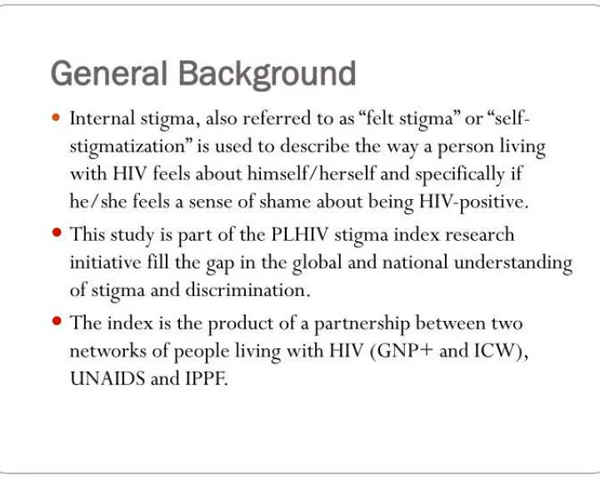 General Background
• Internal stigma, also referred to as “felt stigma” or “self-
stigmatization” is used to describe the way a person living
with HIV feels about himself/herself and specifically if
he/she feels a sense of shame about being HIV-positive.
• This study is part of the PLHIV stigma index research
initiative fill the gap in the global and national understanding
of stigma and discrimination.
• The index is the product of a partnership between two
networks of people living with HIV (GNP+ and ICW),
UNAIDS and IPPF.